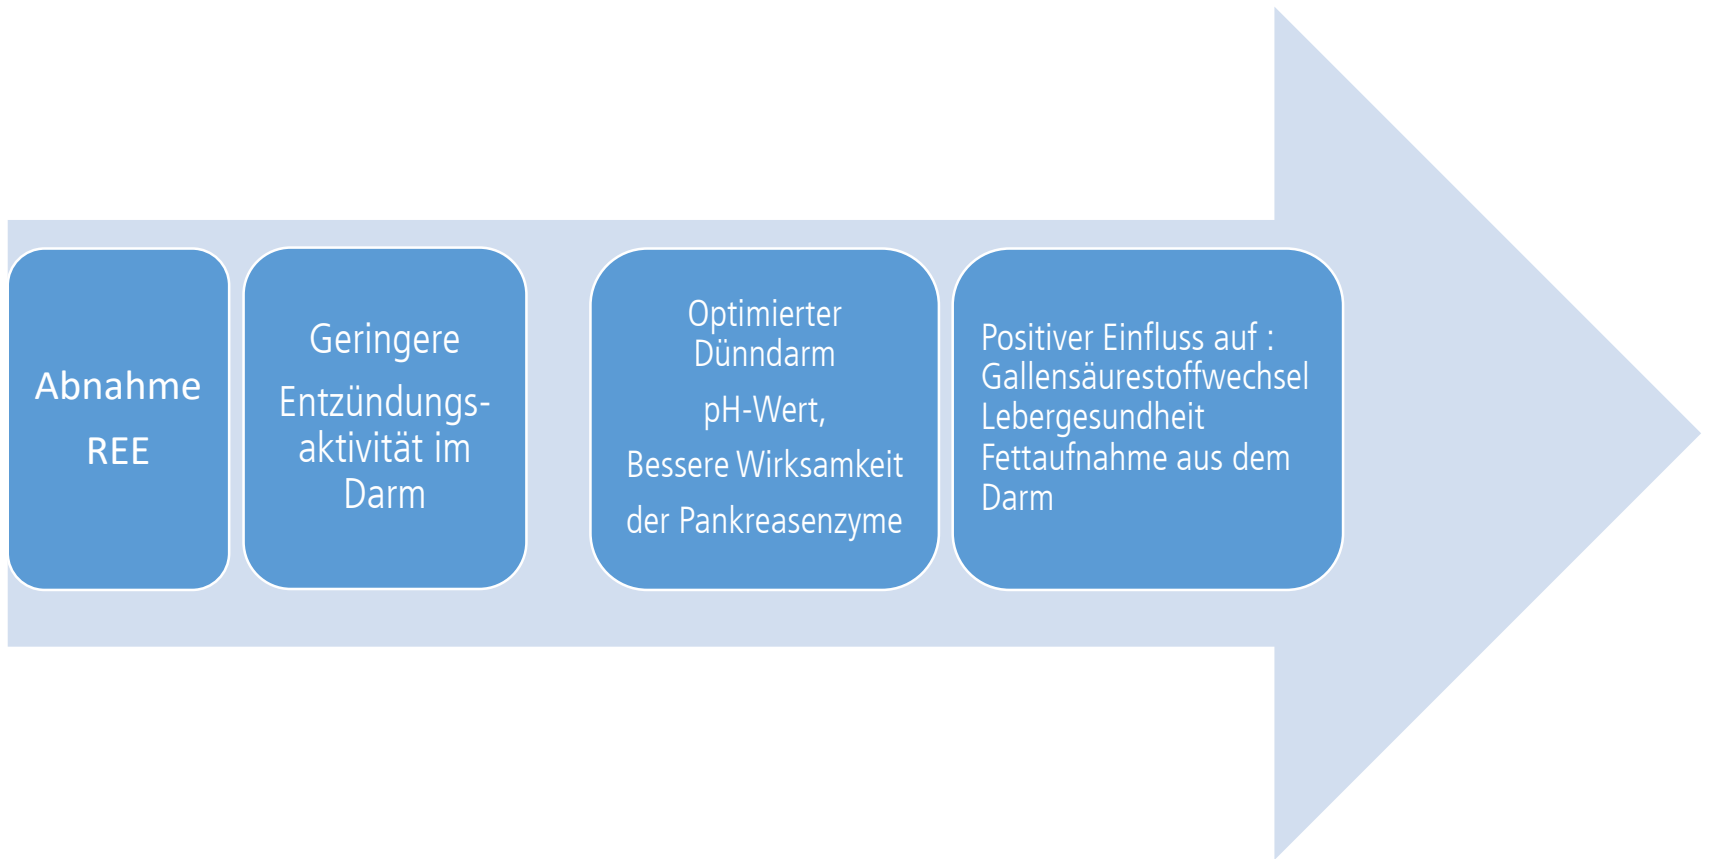 Abnahme
REE
Geringere
Entzündungs-
aktivität im
Darm
Optimierter
Dünndarm
pH-Wert,
Bessere Wirksamkeit
der Pankreasenzyme
Positiver Einfluss auf :
Gallensäurestoffwechsel
Lebergesundheit
Fettaufnahme aus dem
Darm